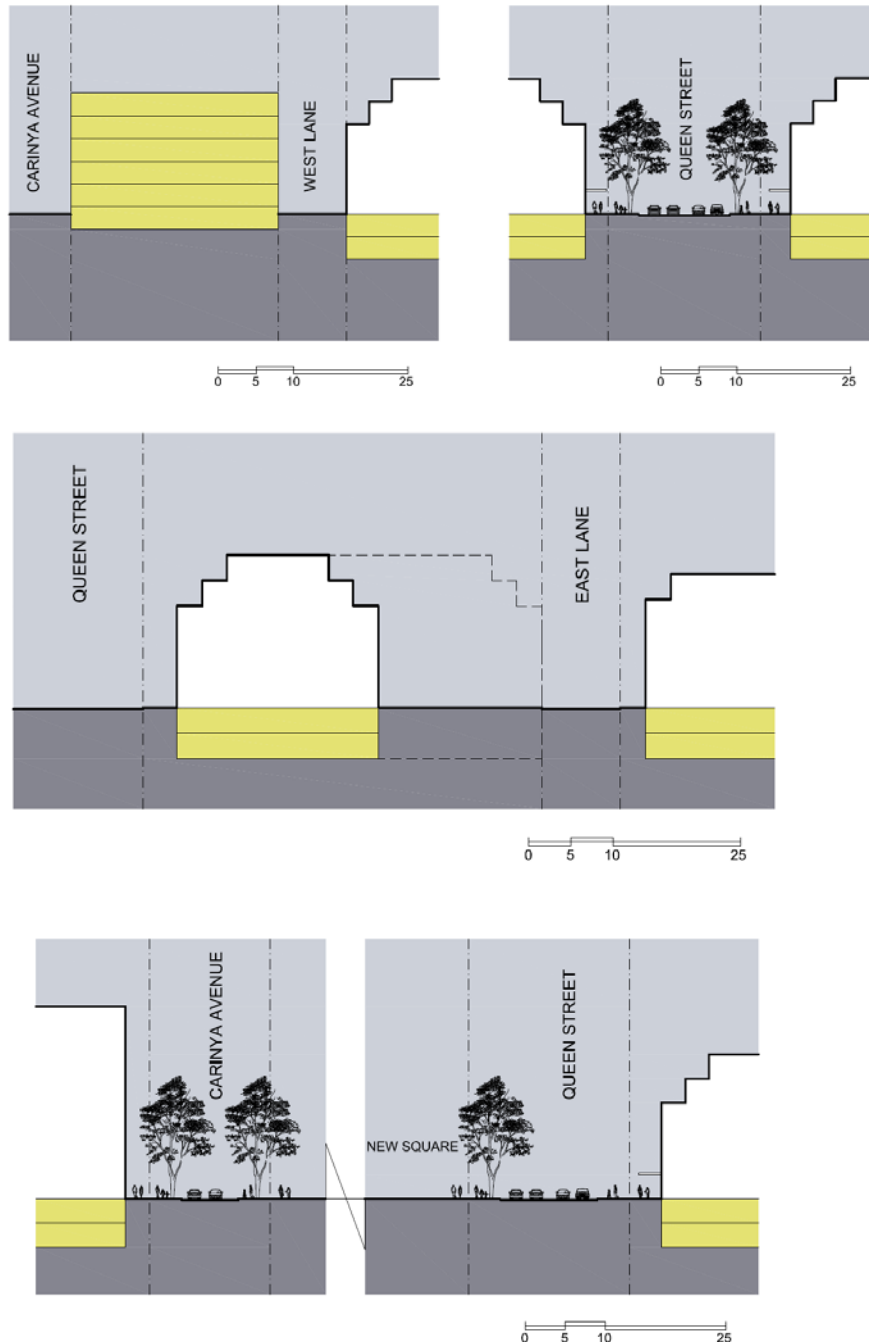 CARINYA AVENUE
WEST LANE
QUEEN STREET
0 5 10 25
0 5 10 25
QUEEN STREET
EAST LANE
0 5 10 25
CARINYA AVENUE
QUEEN STREET
NEW SQUARE
0 5 10 25